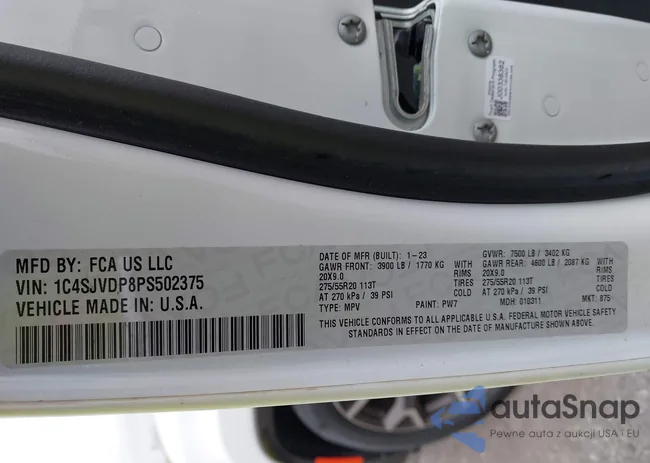 J00338382
MFD BY: FCA US LLC
VIN: 1C4SJVDP8PS502375
VEHICLE MADE IN: U.S.A.
DATE OF MFR (BUILT): 1-23
GAWR FRONT: 3900 LB / 1770 KG WITH
20X9.0 RIMS
275/55R20 113T TIRES
AT 270 kPa / 39 PSI
TYPE: MPV PAINT: PW7
GVWR: 7500 LB / 3402 KG
GAWR REAR: 4600 LB / 2087 KG WITH
20X9.0 RIMS
275/55R20 113T TIRES
AT 270 kPa / 39 PSI
MDH: 018311 MKT: 875
THIS VEHICLE CONFORMS TO ALL APPLICABLE U.S.A. FEDERAL MOTOR VEHICLE SAFETY
STANDARDS IN EFFECT ON THE DATE OF MANUFACTURE SHOWN ABOVE.
autaSnap
Pewne auta z aukcji USA i EU